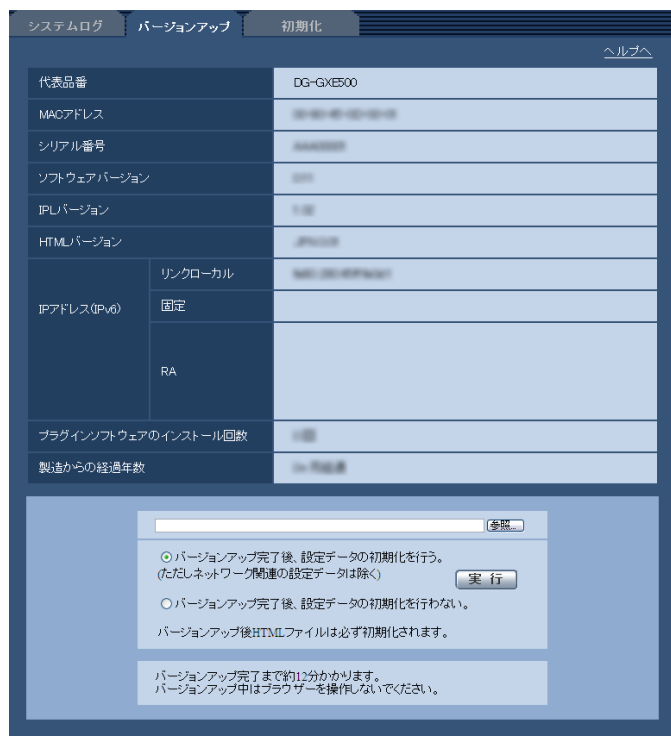 システムログ バージョンアップ 初期化
ヘルプへ
代表品番 DG-GXE500
MACアドレス
シリアル番号
ソフトウェアバージョン
IPLバージョン
HTMLバージョン
IPアドレス(IPv6) リンクローカル
固定
RA
プラグインソフトウェアのインストール回数
製造からの経過年数
参照...
バージョンアップ完了後、設定データの初期化を行う。
(ただしネットワーク関連の設定データは除く)
実 行
バージョンアップ完了後、設定データの初期化を行わない。
バージョンアップ後HTMLファイルは必ず初期化されます。
バージョンアップ完了まで約12分かかります。
バージョンアップ中はブラウザーを操作しないでください。